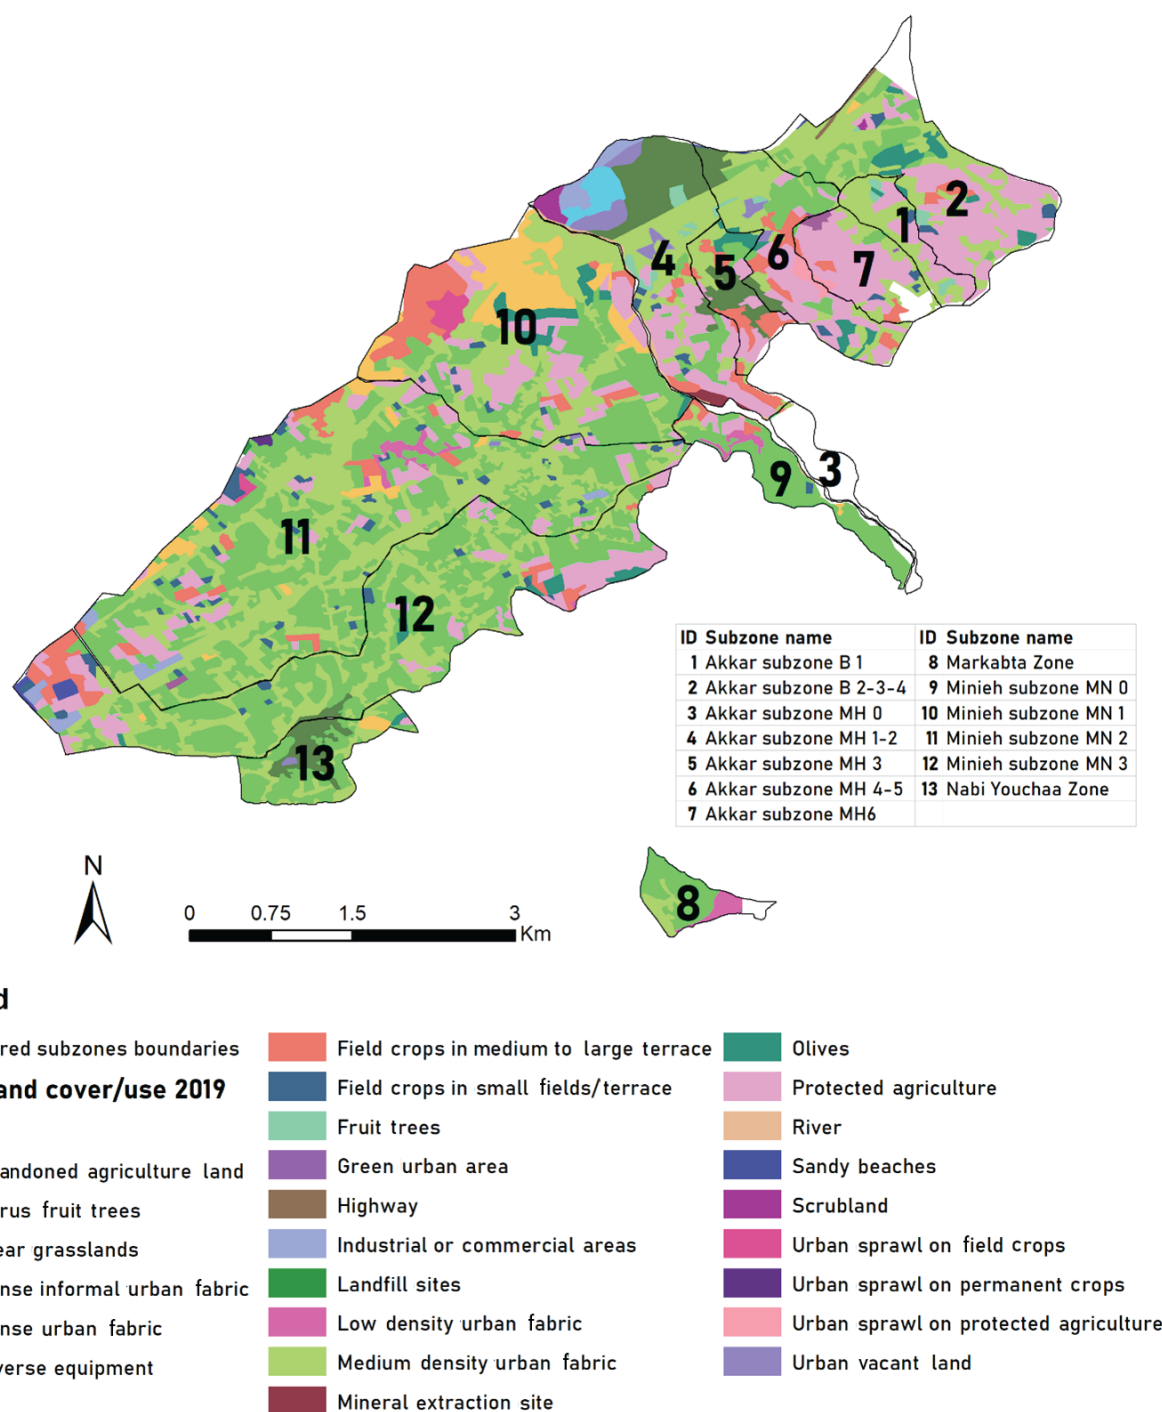 2
1
6
7
4
5
10
3
9
11
12
13
ID Subzone name ID Subzone name
1 Akkar subzone B 1 8 Markabta Zone
2 Akkar subzone B 2-3-4 9 Minieh subzone MN 0
3 Akkar subzone MH 0 10 Minieh subzone MN 1
4 Akkar subzone MH 1-2 11 Minieh subzone MN 2
5 Akkar subzone MH 3 12 Minieh subzone MN 3
6 Akkar subzone MH 4-5 13 Nabi Youchaa Zone
7 Akkar subzone MH6
N
8
0 0.75 1.5 3
Km
d
red subzones boundaries
and cover/use 2019
andoned agriculture land
rus fruit trees
ear grasslands
nse informal urban fabric
nse urban fabric
verse equipment
Field crops in medium to large terrace
Field crops in small fields/terrace
Fruit trees
Green urban area
Highway
Industrial or commercial areas
Landfill sites
Low density urban fabric
Medium density urban fabric
Mineral extraction site
Olives
Protected agriculture
River
Sandy beaches
Scrubland
Urban sprawl on field crops
Urban sprawl on permanent crops
Urban sprawl on protected agriculture
Urban vacant land